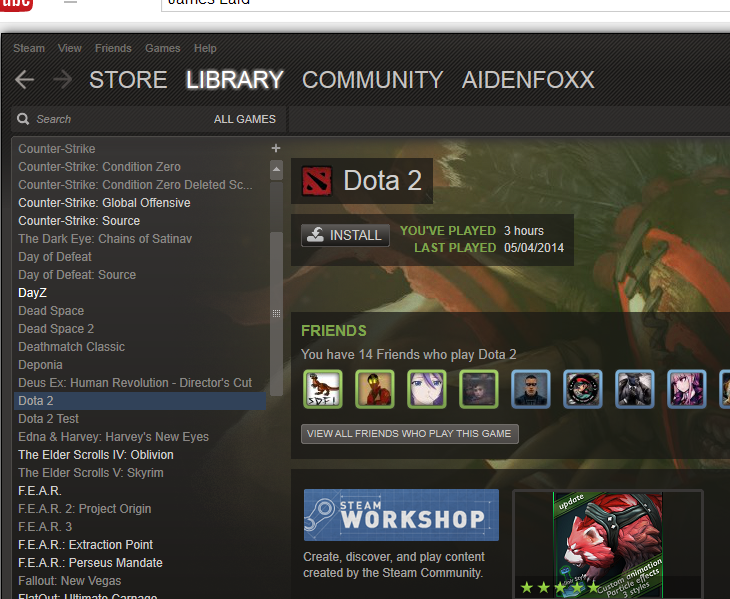 abc
James Laid
Steam View Friends Games Help
STORE LIBRARY COMMUNITY AIDENFOXX
Search ALL GAMES
Counter-Strike +
Counter-Strike: Condition Zero
Counter-Strike: Condition Zero Deleted Sc...
Counter-Strike: Global Offensive
Counter-Strike: Source
The Dark Eye: Chains of Satinav
Day of Defeat
Day of Defeat: Source
DayZ
Dead Space
Dead Space 2
Deathmatch Classic
Deponia
Deus Ex: Human Revolution - Director's Cut
Dota 2
Dota 2 Test
Edna & Harvey: Harvey's New Eyes
The Elder Scrolls IV: Oblivion
The Elder Scrolls V: Skyrim
F.E.A.R.
F.E.A.R. 2: Project Origin
F.E.A.R. 3
F.E.A.R.: Extraction Point
F.E.A.R.: Perseus Mandate
Fallout: New Vegas
FlatOut: Ultimate Carnage
Dota 2
INSTALL
YOU'VE PLAYED 3 hours
LAST PLAYED 05/04/2014
FRIENDS
You have 14 Friends who play Dota 2
SDF!
VIEW ALL FRIENDS WHO PLAY THIS GAME
STEAM
WORKSHOP
Create, discover, and play content
created by the Steam Community.
update
Custom animation
Particle effects
3 styles